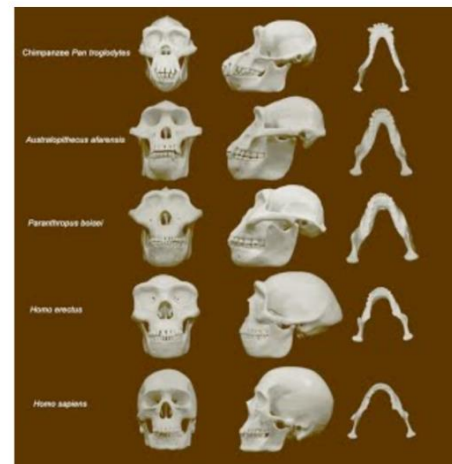 Chimpanzee Pan troglodytes
Australopithecus afarensis
Paranthropus boisei
Homo erectus
Homo sapiens